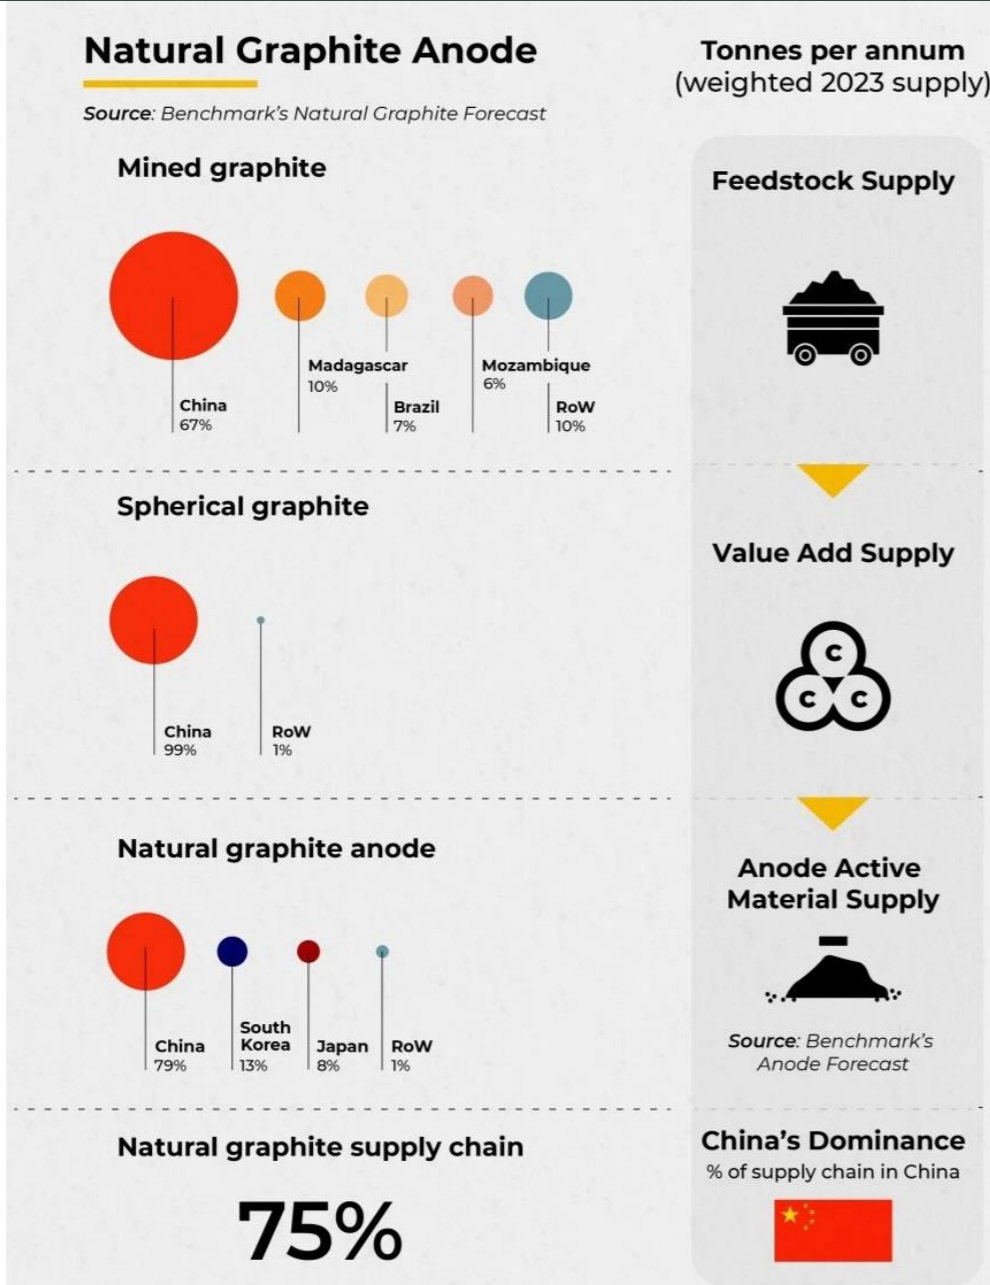 Natural Graphite Anode
Source: Benchmark's Natural Graphite Forecast
Tonnes per annum
(weighted 2023 supply)
Mined graphite
China
67%
Madagascar
10%
Brazil
7%
Mozambique
6%
RoW
10%
Feedstock Supply
Spherical graphite
China
99%
RoW
1%
Value Add Supply
C
C
C
Natural graphite anode
China
79%
South
Korea
13%
Japan
8%
RoW
1%
Anode Active
Material Supply
Source: Benchmark's
Anode Forecast
Natural graphite supply chain
75%
China's Dominance
% of supply chain in China